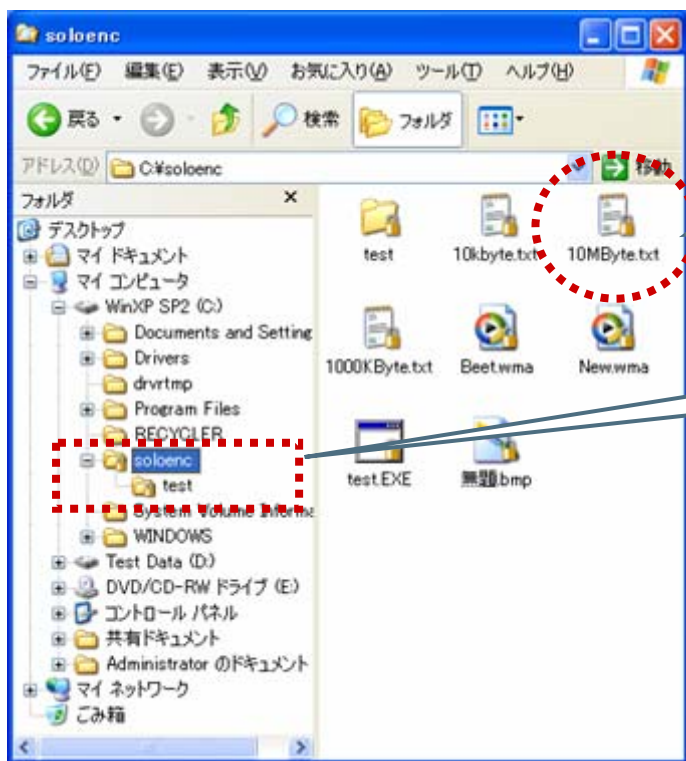 soloenc
ファイル(F) 編集(E) 表示(V) お気に入り(A) ツール(T) ヘルプ(H)
戻る 検索 フォルダ
アドレス(D) C:¥soloenc 移動
フォルダ ×
デスクトップ
マイ ドキュメント
マイ コンピュータ
WinXP SP2 (C:)
Documents and Setting
Drivers
drvrtmp
Program Files
RECYCLER
soloenc
test
System Volume Informa
WINDOWS
Test Data (D:)
DVD/CD-RW ドライブ (E:)
コントロール パネル
共有ドキュメント
Administrator のドキュメント
マイ ネットワーク
ごみ箱
test 10kbyte.txt 10MByte.txt
1000KByte.txt Beet.wma New.wma
test.EXE 無題.bmp